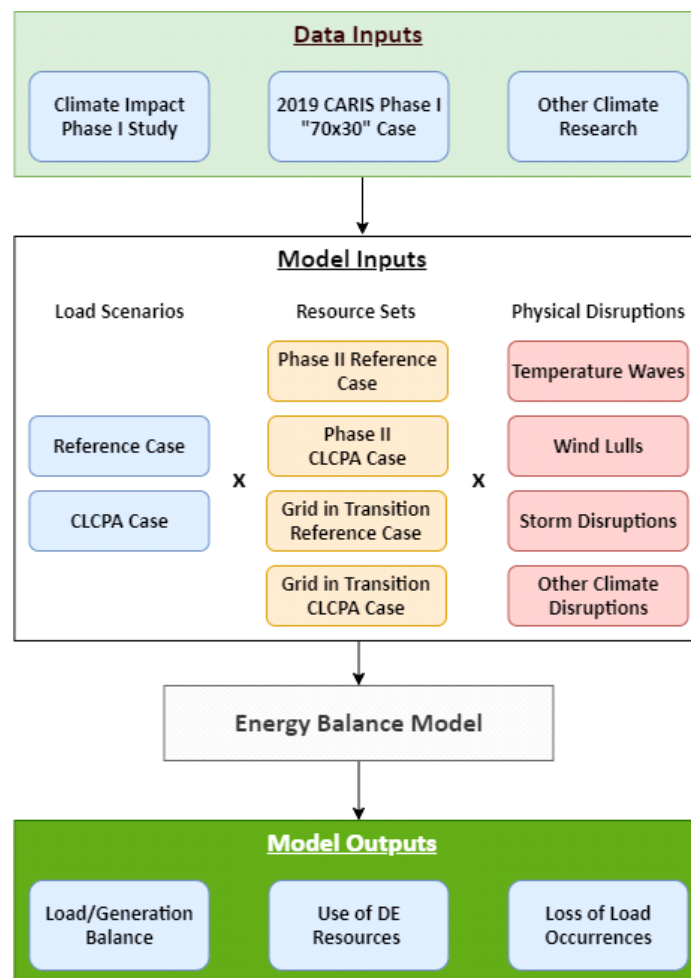 Data Inputs
Climate Impact
Phase I Study
2019 CARIS Phase I
"70x30" Case
Other Climate
Research
Model Inputs
Load Scenarios
Resource Sets
Physical Disruptions
Reference Case
CLCPA Case
x
Phase II Reference
Case
Phase II
CLCPA Case
Grid in Transition
Reference Case
Grid in Transition
CLCPA Case
x
Temperature Waves
Wind Lulls
Storm Disruptions
Other Climate
Disruptions
Energy Balance Model
Model Outputs
Load/Generation
Balance
Use of DE
Resources
Loss of Load
Occurrences